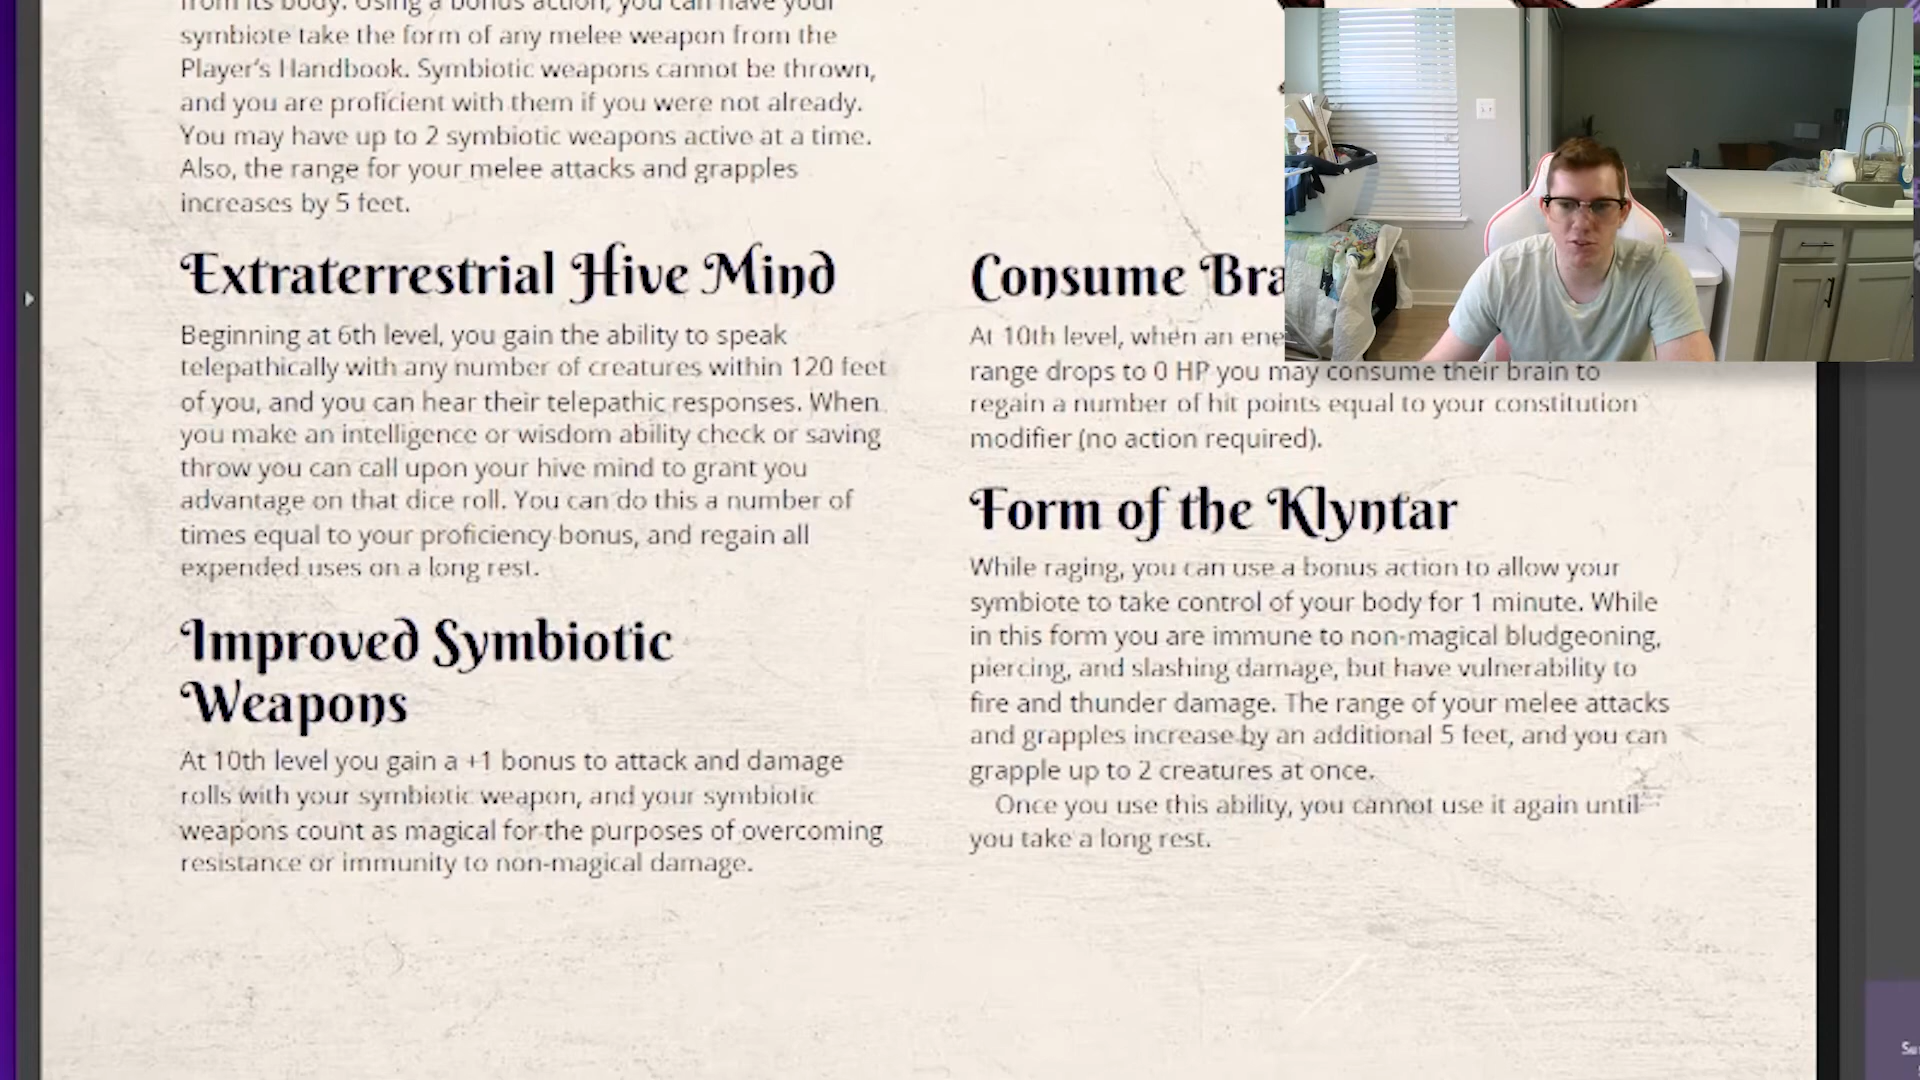 from its body. Using a bonus action, you can have your
symbiote take the form of any melee weapon from the
Player's Handbook. Symbiotic weapons cannot be thrown,
and you are proficient with them if you were not already.
You may have up to 2 symbiotic weapons active at a time.
Also, the range for your melee attacks and grapples
increases by 5 feet.
Extraterrestrial Hive Mind
Beginning at 6th level, you gain the ability to speak
telepathically with any number of creatures within 120 feet
of you, and you can hear their telepathic responses. When
you make an intelligence or wisdom ability check or saving
throw you can call upon your hive mind to grant you
advantage on that dice roll. You can do this a number of
times equal to your proficiency bonus, and regain all
expended uses on a long rest.
Improved Symbiotic
Weapons
At 10th level you gain a +1 bonus to attack and damage
rolls with your symbiotic weapon, and your symbiotic
weapons count as magical for the purposes of overcoming
resistance or immunity to non-magical damage.
Consume
At 10th level, when an
range drops to 0 HP you may consume their brain to
regain a number of hit points equal to your constitution
modifier (no action required).
Form of the Klyntar
While raging, you can use a bonus action to allow your
symbiote to take control of your body for 1 minute. While
in this form you are immune to non-magical bludgeoning,
piercing, and slashing damage, but have vulnerability to
fire and thunder damage. The range of your melee attacks
and grapples increase by an additional 5 feet, and you can
grapple up to 2 creatures at once.
Once you use this ability, you cannot use it again until
you take a long rest.